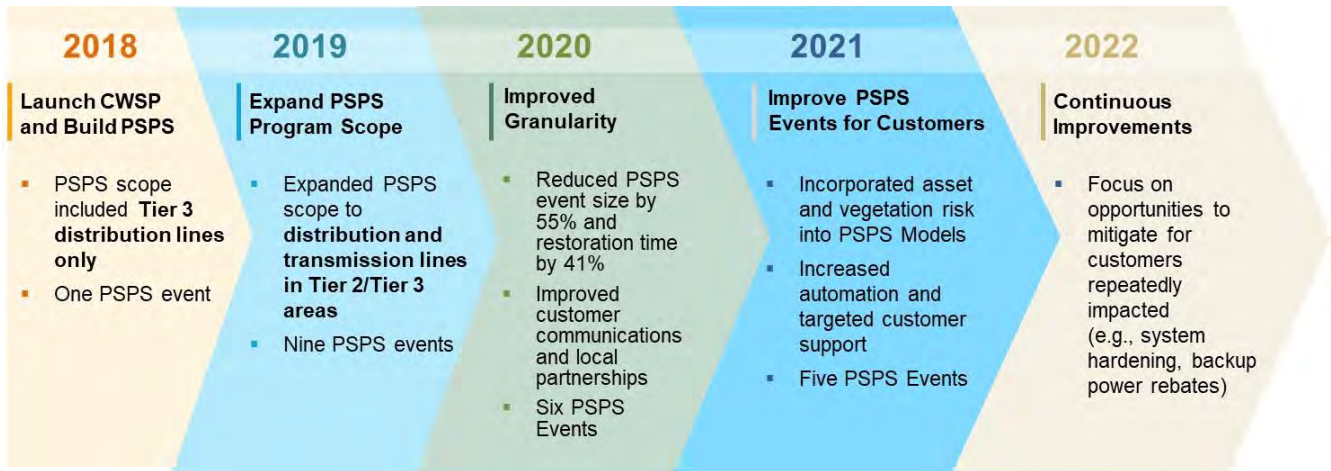 2018
Launch CWSP
and Build PSPS
▪ PSPS scope
included Tier 3
distribution lines
only
▪ One PSPS event
2019
Expand PSPS
Program Scope
▪ Expanded PSPS
scope to
distribution and
transmission lines
in Tier 2/Tier 3
areas
▪ Nine PSPS events
2020
Improved
Granularity
▪ Reduced PSPS
event size by
55% and
restoration time
by 41%
▪ Improved
customer
communications
and local
partnerships
▪ Six PSPS
Events
2021
Improve PSPS
Events for Customers
▪ Incorporated asset
and vegetation risk
into PSPS Models
▪ Increased
automation and
targeted customer
support
▪ Five PSPS Events
2022
Continuous
Improvements
▪ Focus on
opportunities to
mitigate for
customers
repeatedly
impacted
(e.g., system
hardening, backup
power rebates)